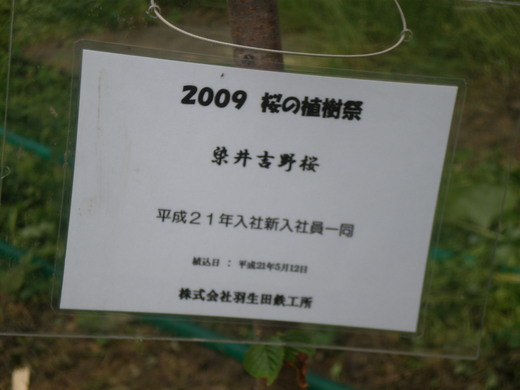 2009 桜の植樹祭
染井吉野桜
平成21年入社新入社員一同
植込日 : 平成21年5月12日
株式会社羽生田鉄工所